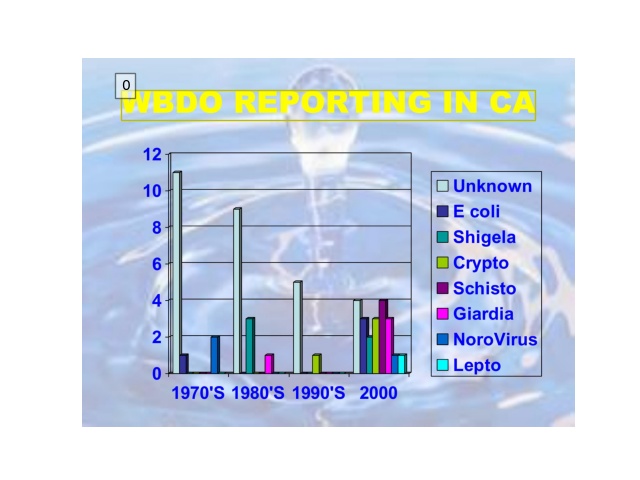 0
WBDO REPORTING IN CA
12
10
8
6
4
2
0
1970'S 1980'S 1990'S 2000
Unknown
E coli
Shigela
Crypto
Schisto
Giardia
NoroVirus
Lepto